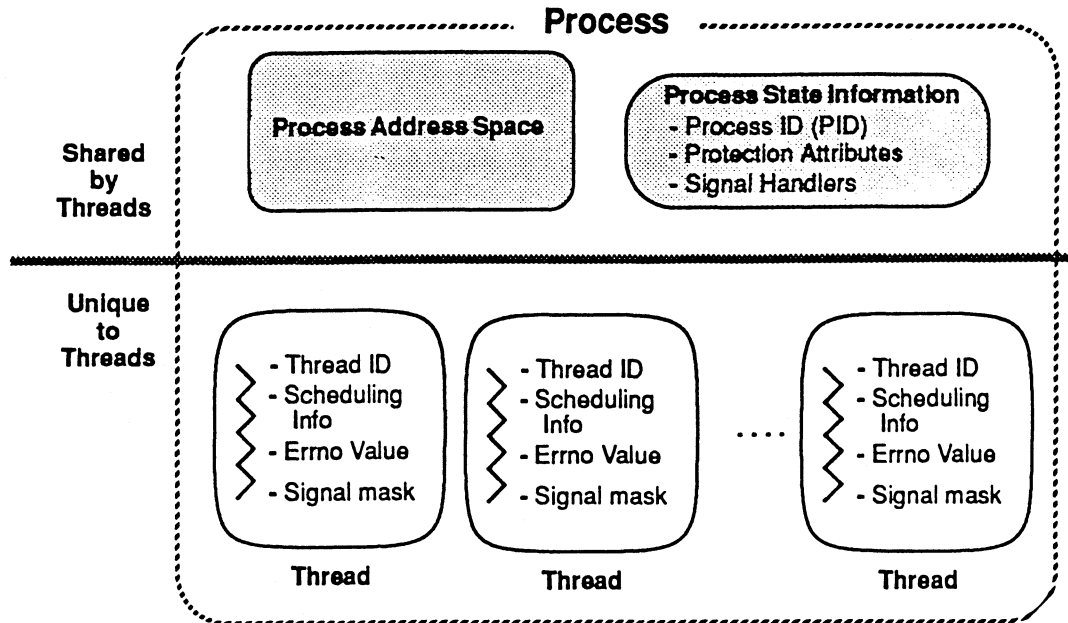 Process
Process Address Space
Process State Information
- Process ID (PID)
- Protection Attributes
- Signal Handlers
Shared
by
Threads
Unique
to
Threads
- Thread ID
- Scheduling
Info
- Errno Value
- Signal mask
Thread
- Thread ID
- Scheduling
Info
- Errno Value
- Signal mask
Thread
. . . .
- Thread ID
- Scheduling
Info
- Errno Value
- Signal mask
Thread